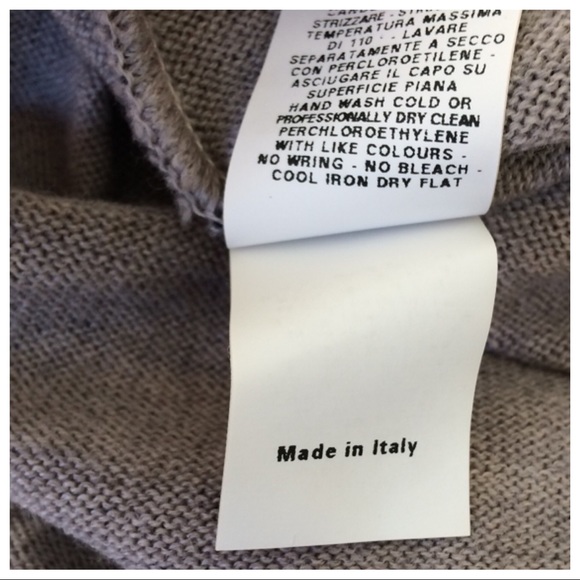 STRIZZARE - STIRARE
TEMPERATURA MASSIMA
DI 110° - LAVARE
SEPARATAMENTE A SECCO
CON PERCLOROETILENE -
ASCIUGARE IL CAPO SU
SUPERFICIE PIANA
HAND WASH COLD OR
PROFESSIONALLY DRY CLEAN
PERCHLOROETHYLENE
WITH LIKE COLOURS -
NO WRING - NO BLEACH -
COOL IRON DRY FLAT
Made in Italy